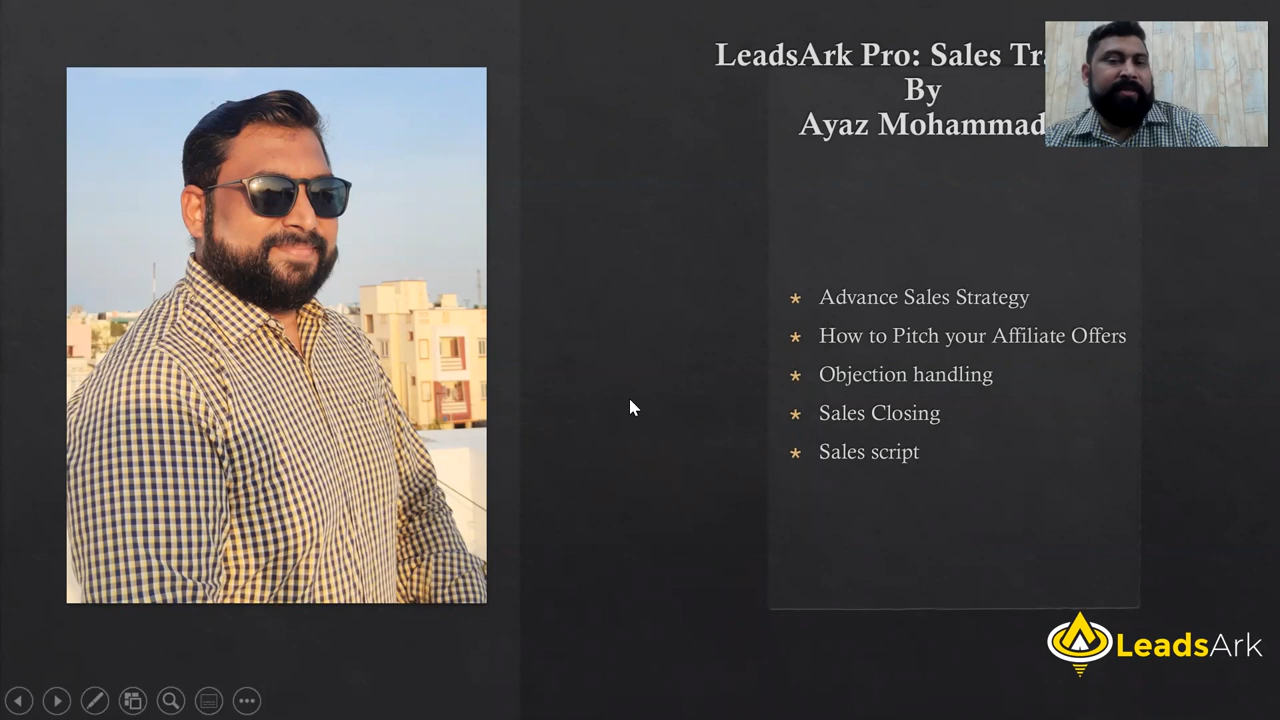 LeadsArk Pro: Sales
By
Ayaz Mohammad
Advance Sales Strategy
How to Pitch your Affiliate Offers
Objection handling
Sales Closing
Sales script
LeadsArk